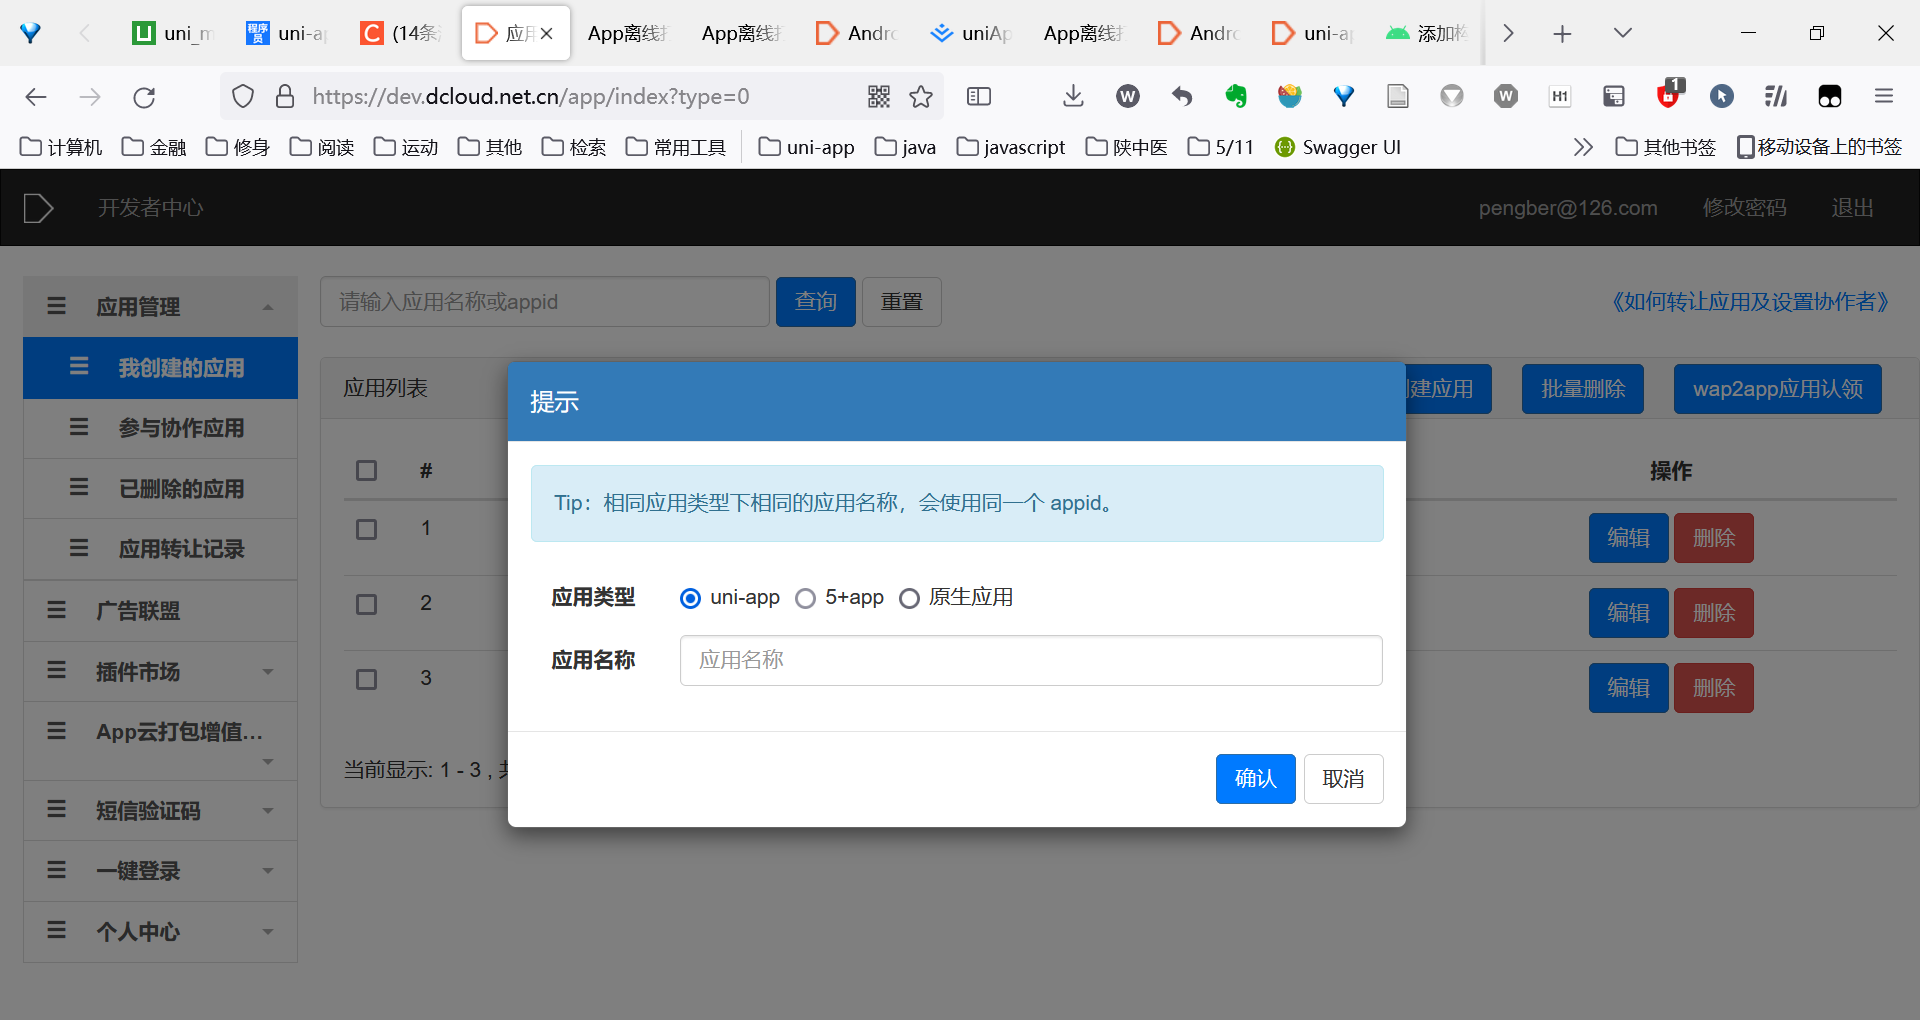 uni_m
uni-ap
(14条
应用
App离线打
App离线打
Andro
uniAp
App离线打
Andro
uni-ap
添加构
https://dev.dcloud.net.cn/app/index?type=0
计算机
金融
修身
阅读
运动
其他
检索
常用工具
uni-app
java
javascript
陕中医
5/11
Swagger UI
其他书签
移动设备上的书签
开发者中心
pengber@126.com
修改密码
退出
应用管理
我创建的应用
参与协作应用
已删除的应用
应用转让记录
广告联盟
插件市场
App云打包增值...
短信验证码
一键登录
个人中心
请输入应用名称或appid
查询
重置
《如何转让应用及设置协作者》
应用列表
建应用
批量删除
wap2app应用认领
#
操作
1
编辑
删除
2
编辑
删除
3
编辑
删除
当前显示: 1 - 3 , 共
提示
Tip：相同应用类型下相同的应用名称，会使用同一个 appid。
应用类型
uni-app
5+app
原生应用
应用名称
应用名称
确认
取消